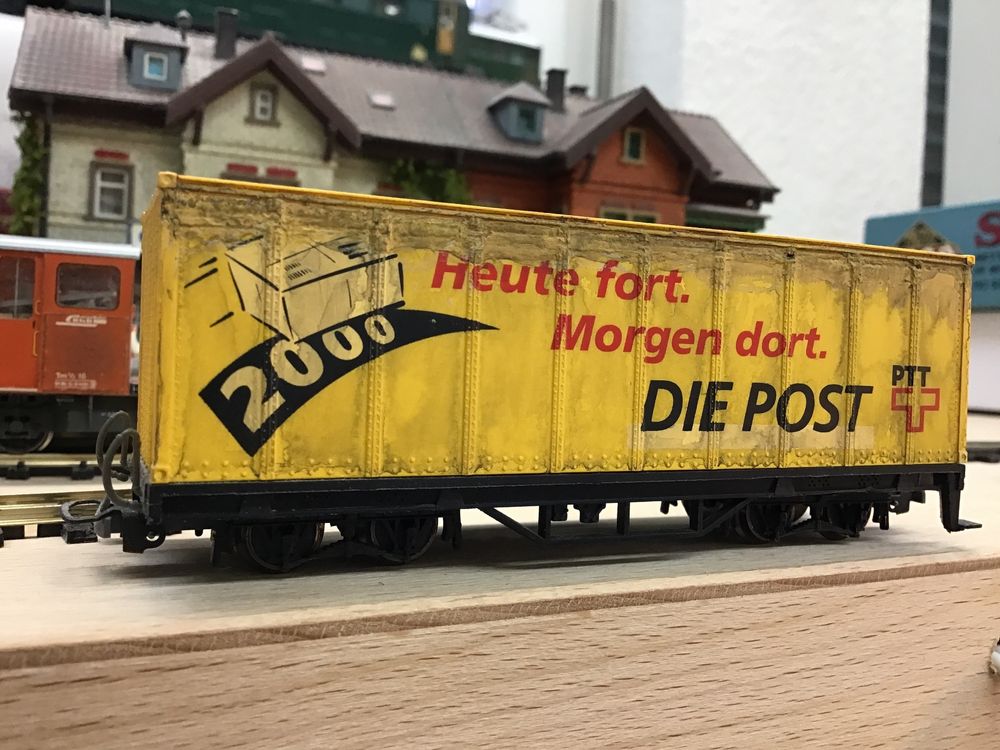 2000
Heute fort.
Morgen dort.
DIE POST
PTT